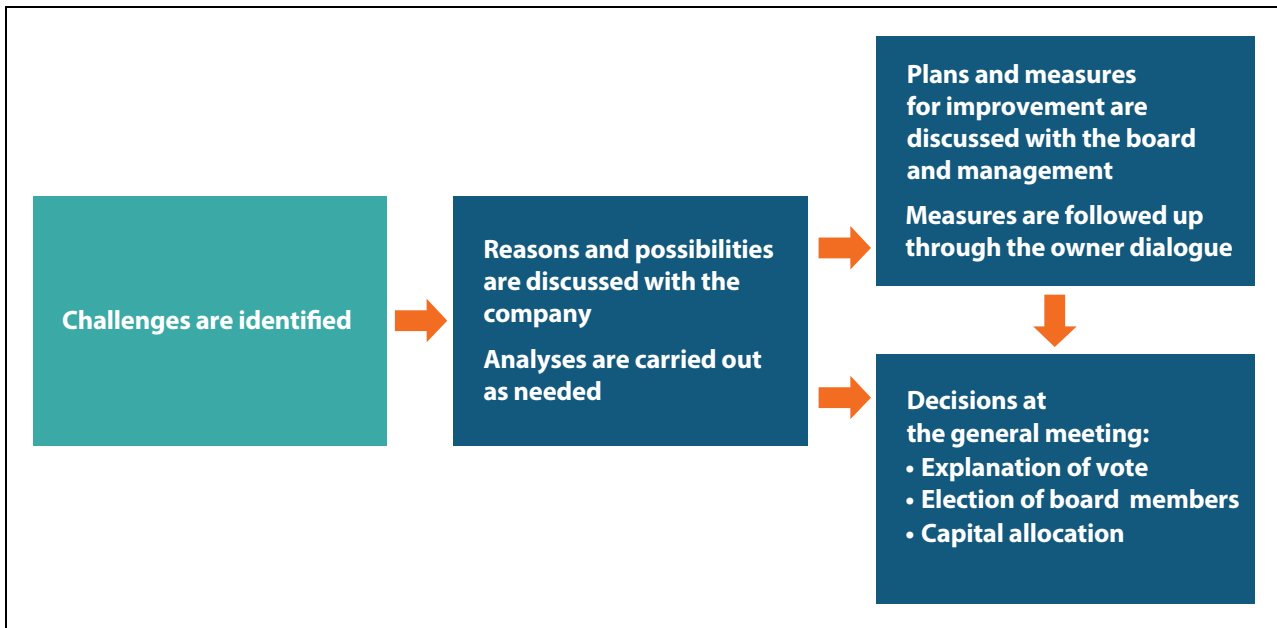 Challenges are identified
Reasons and possibilities
are discussed with the
company
Analyses are carried out
as needed
Plans and measures
for improvement are
discussed with the board
and management
Measures are followed up
through the owner dialogue
Decisions at
the general meeting:
• Explanation of vote
• Election of board members
• Capital allocation